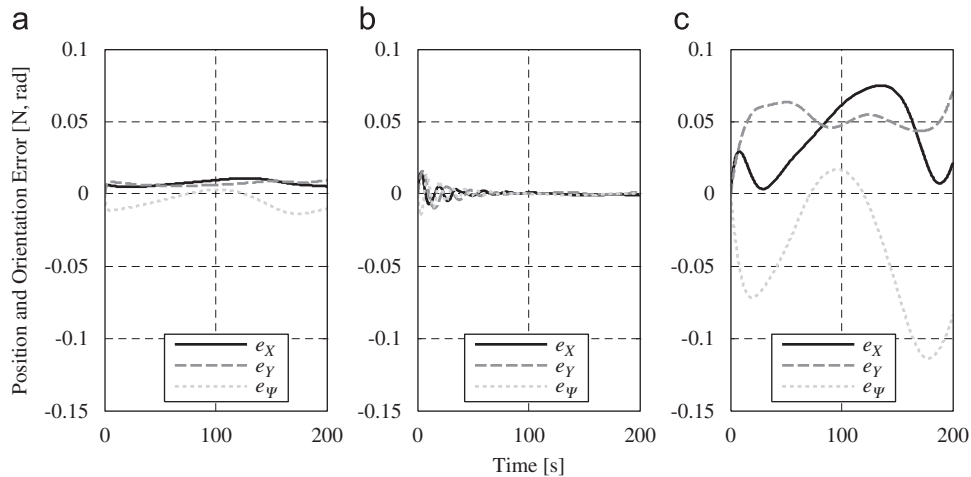 a
b
c
Position and Orientation Error [N, rad]
0.1
0.05
0
-0.05
-0.1
-0.15
0
100
200
e_X
e_Y
e_Ψ
0.1
0.05
0
-0.05
-0.1
-0.15
0
100
200
e_X
e_Y
e_Ψ
0.1
0.05
0
-0.05
-0.1
-0.15
0
100
200
e_X
e_Y
e_Ψ
Time [s]